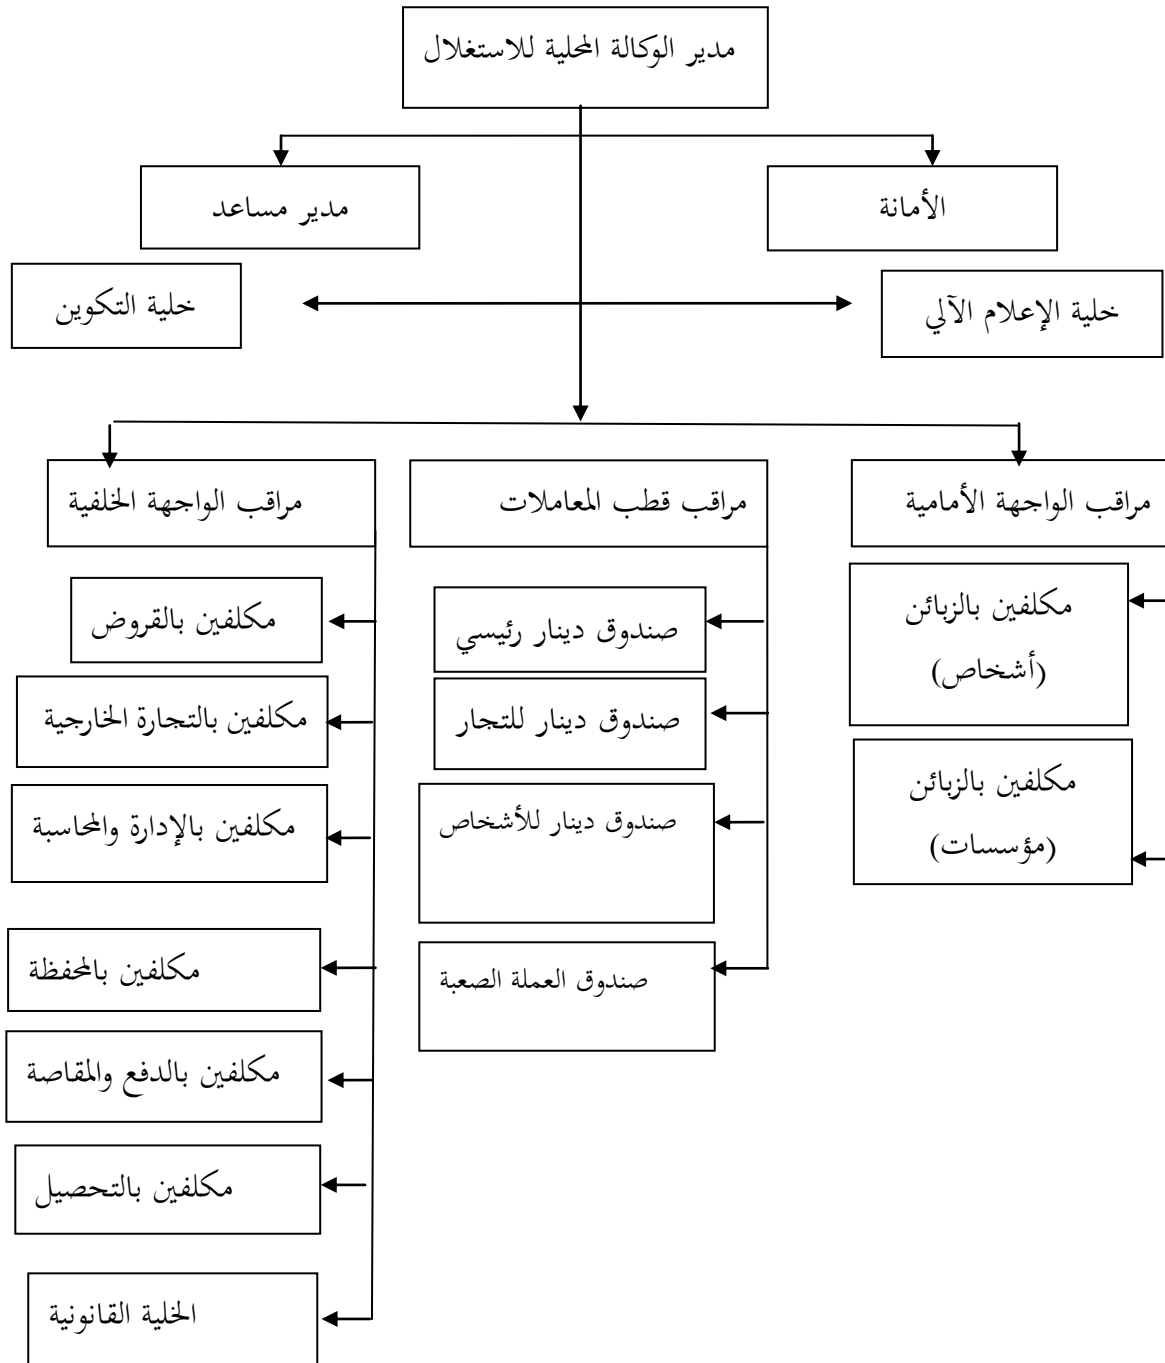 مدير الوكالة المحلية للاستغلال
الأمانة
مدير مساعد
خلية الإعلام الآلي
خلية التكوين
مراقب الواجهة الأمامية
مراقب قطب المعاملات
مراقب الواجهة الخلفية
مكلفين بالزبائن
(أشخاص)
مكلفين بالزبائن
(مؤسسات)
صندوق دينار رئيسي
صندوق دينار للتجار
صندوق دينار للأشخاص
صندوق العملة الصعبة
مكلفين بالقروض
مكلفين بالتجارة الخارجية
مكلفين بالإدارة والمحاسبة
مكلفين بالمحفظة
مكلفين بالدفع والمقاصة
مكلفين بالتحصيل
الخلية القانونية